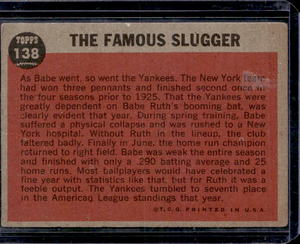 TOPPS
138
THE FAMOUS SLUGGER
As Babe went, so went the Yankees. The New York team
had won three pennants and finished second once in
the four seasons prior to 1925. That the Yankees were
greatly dependent on Babe Ruth's booming bat, was
clearly evident that year. During spring training, Babe
suffered a physical collapse and was rushed to a New
York hospital. Without Ruth in the lineup, the club
faltered badly. Finally in June, the home run champion
returned to right field. Babe was weak the entire season
and finished with only a .290 batting average and 25
home runs. Most ballplayers would have celebrated a
fine year with statistics like that, but for Ruth it was a
feeble output. The Yankees tumbled to seventh place
in the American League standings that year.
© T.C.G. PRINTED IN U.S.A.